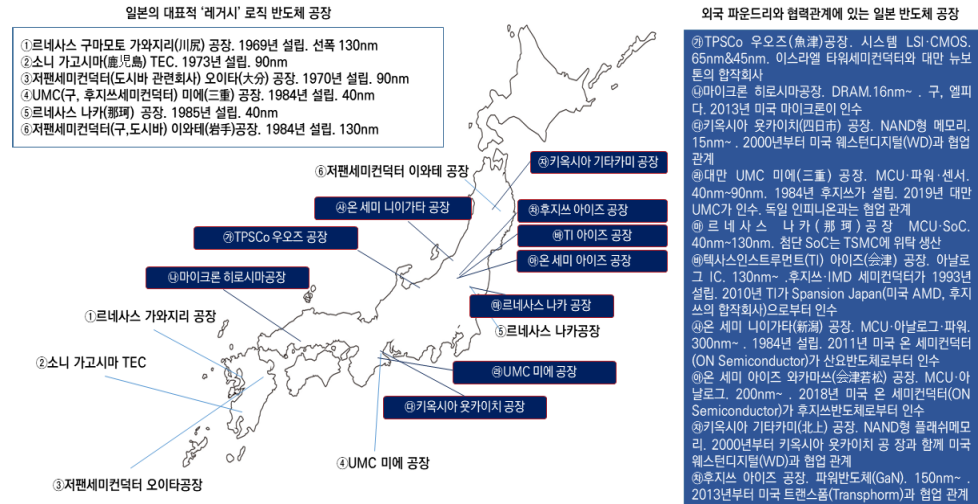 일본의 대표적 '레거시' 로직 반도체 공장
①르네사스 구마모토 가와지리(川尻) 공장. 1969년 설립. 선폭 130nm
②소니 가고시마(鹿児島) TEC. 1973년 설립. 90nm
③저팬세미컨덕터(도시바 관련회사) 오이타(大分) 공장. 1970년 설립. 90nm
④UMC(구, 후지쓰세미컨덕터) 미에(三重) 공장. 1984년 설립. 40nm
⑤르네사스 나카(那珂) 공장. 1985년 설립. 40nm
⑥저팬세미컨덕터(구,도시바) 이와테(岩手)공장. 1984년 설립. 130nm
⑥저팬세미컨덕터 이와테 공장
㉷키옥시아 기타카미 공장
㉴온 세미 니이가타 공장
㉸후지쓰 아이즈 공장
㉮TPSCo 우오즈 공장
㉳TI 아이즈 공장
㉵온 세미 아이즈 공장
㉯마이크론 히로시마공장
㉲르네사스 나카 공장
①르네사스 가와지리 공장
⑤르네사스 나카공장
②소니 가고시마 TEC
㉱UMC 미에 공장
㉰키옥시아 욧카이치 공장
④UMC 미에 공장
③저팬세미컨덕터 오이타공장
외국 파운드리와 협력관계에 있는 일본 반도체 공장
㉮TPSCo 우오즈(魚津)공장. 시스템 LSI·CMOS.
65nm&45nm. 이스라엘 타워세미컨덕터와 대만 뉴보
톤의 합작회사
㉯마이크론 히로시마공장. DRAM.16nm~ . 구, 엘피
다. 2013년 미국 마이크론이 인수
㉰키옥시아 욧카이치(四日市) 공장. NAND형 메모리.
15nm~ . 2000년부터 미국 웨스턴디지털(WD)과 협업
관계
㉱대만 UMC 미에(三重) 공장. MCU·파워·센서.
40nm~90nm. 1984년 후지쓰가 설립. 2019년 대만
UMC가 인수. 독일 인피니온과는 협업 관계
㉲르네사스 나카(那珂)공장 MCU·SoC.
40nm~130nm. 첨단 SoC는 TSMC에 위탁 생산
㉳텍사스인스트루먼트(TI) 아이즈(会津) 공장. 아날로
그 IC. 130nm~ .후지쓰·IMD 세미컨덕터가 1993년
설립. 2010년 TI가 Spansion Japan(미국 AMD, 후지
쓰의 합작회사)으로부터 인수
㉴온 세미 니이가타(新潟) 공장. MCU·아날로그·파워.
300nm~ . 1984년 설립. 2011년 미국 온 세미컨덕터
(ON Semiconductor)가 산요반도체로부터 인수
㉵온 세미 아이즈 와카마쓰(会津若松) 공장. MCU·아
날로그. 200nm~ . 2018년 미국 온 세미컨덕터(ON
Semiconductor)가 후지쓰반도체로부터 인수
㉷키옥시아 기타카미(北上) 공장. NAND형 플래쉬메모
리. 2000년부터 키옥시아 욧카이치 공 장과 함께 미국
웨스턴디지털(WD)과 협업 관계
㉸후지쓰 아이즈 공장. 파워반도체(GaN). 150nm~ .
2013년부터 미국 트랜스폼(Transphorm)과 협업 관계